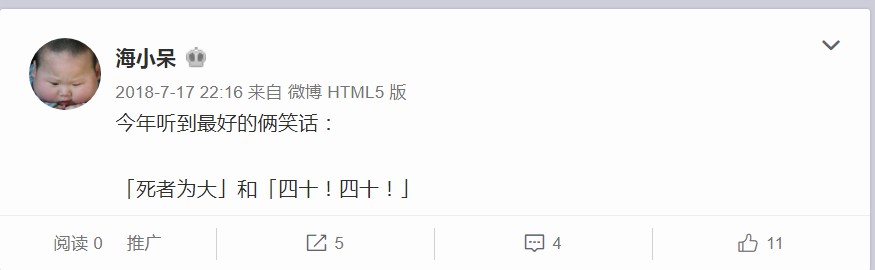 海小呆
2018-7-17 22:16 来自 微博 HTML5 版
今年听到最好的俩笑话：
「死者为大」和「四十！四十！」
阅读 0 推广 5 4 11